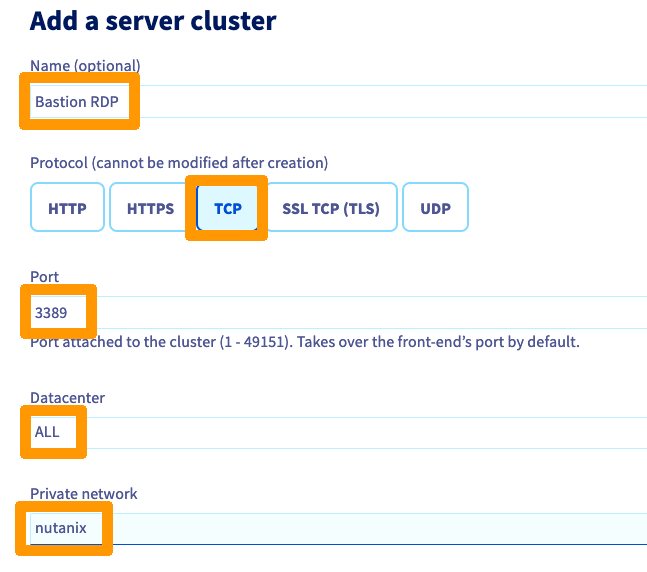 Add a server cluster
Name (optional)
Bastion RDP
Protocol (cannot be modified after creation)
HTTP HTTPS TCP SSL TCP (TLS) UDP
Port
3389
Port attached to the cluster (1 - 49151). Takes over the front-end’s port by default.
Datacenter
ALL
Private network
nutanix